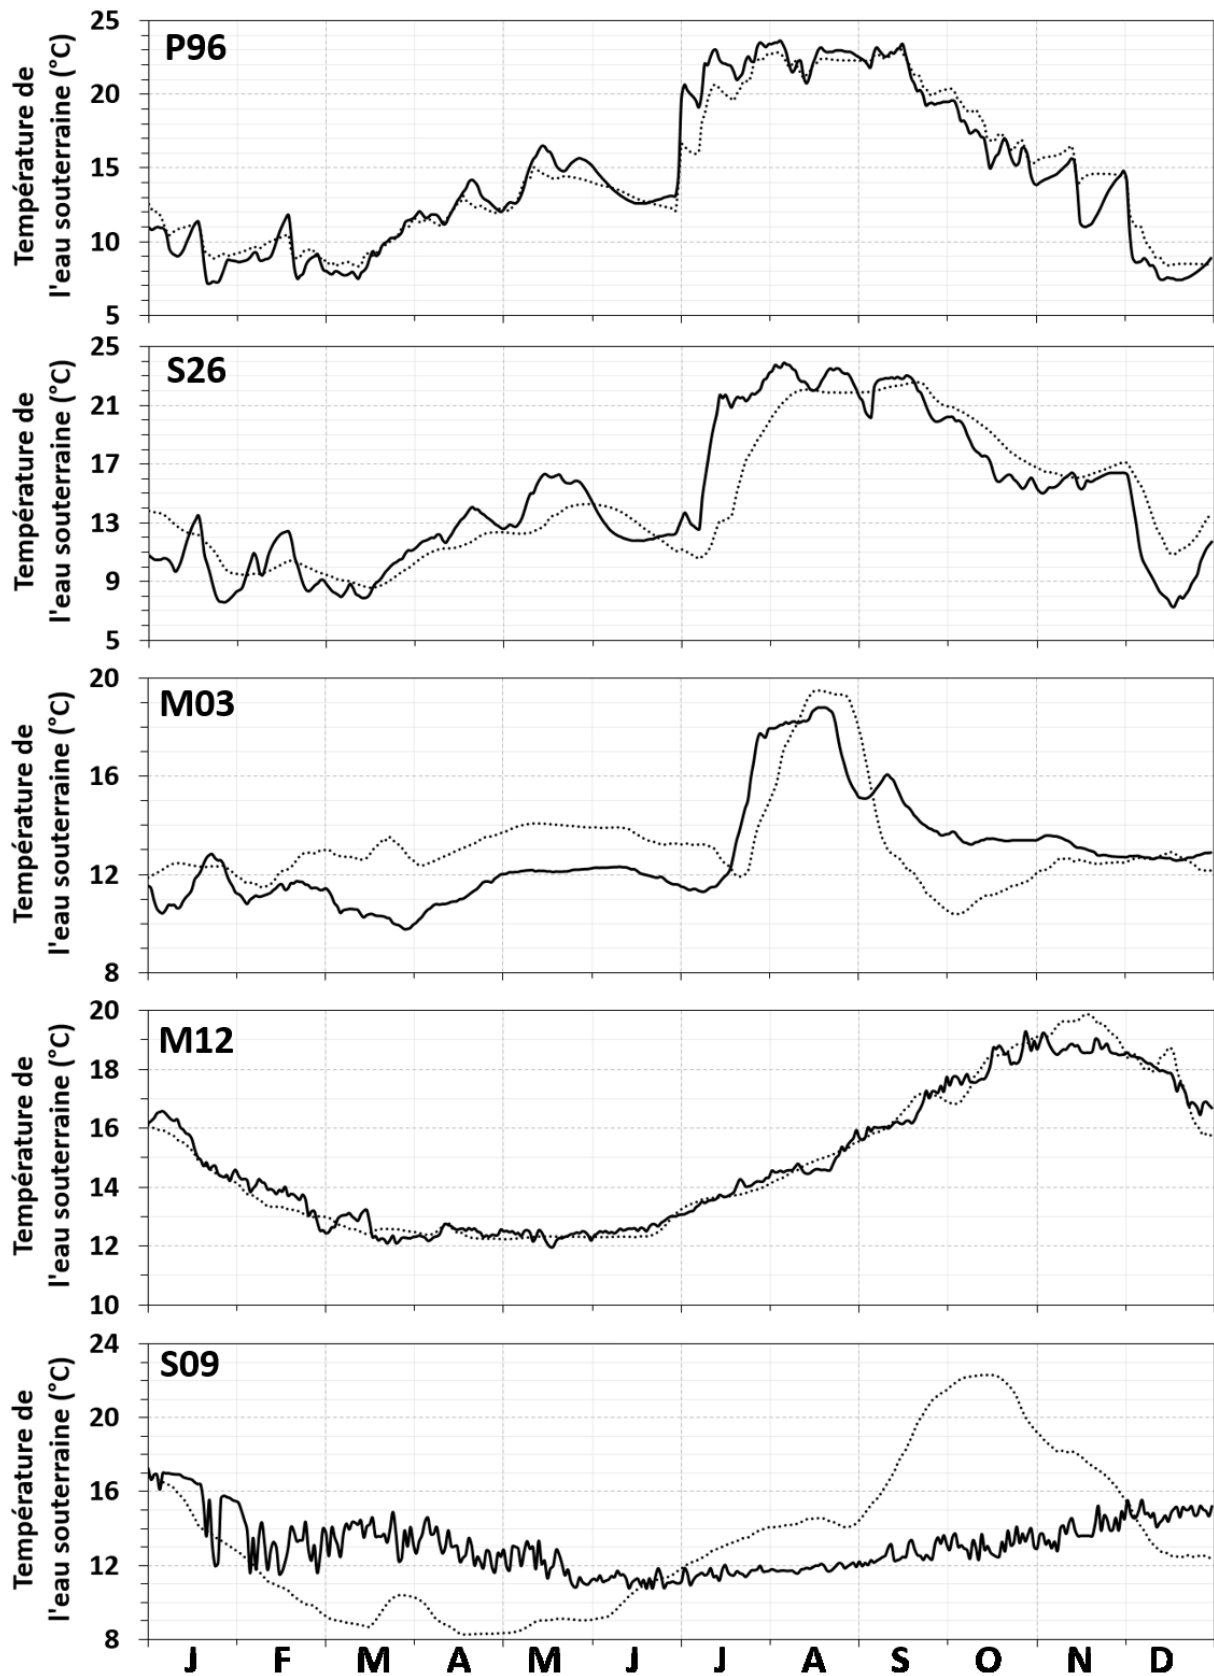 P96
Température de
l'eau souterraine (°C)
25
20
15
10
5
S26
Température de
l'eau souterraine (°C)
25
21
17
13
9
5
M03
Température de
l'eau souterraine (°C)
20
16
12
8
M12
Température de
l'eau souterraine (°C)
20
18
16
14
12
10
S09
Température de
l'eau souterraine (°C)
24
20
16
12
8
J F M A M J J A S O N D